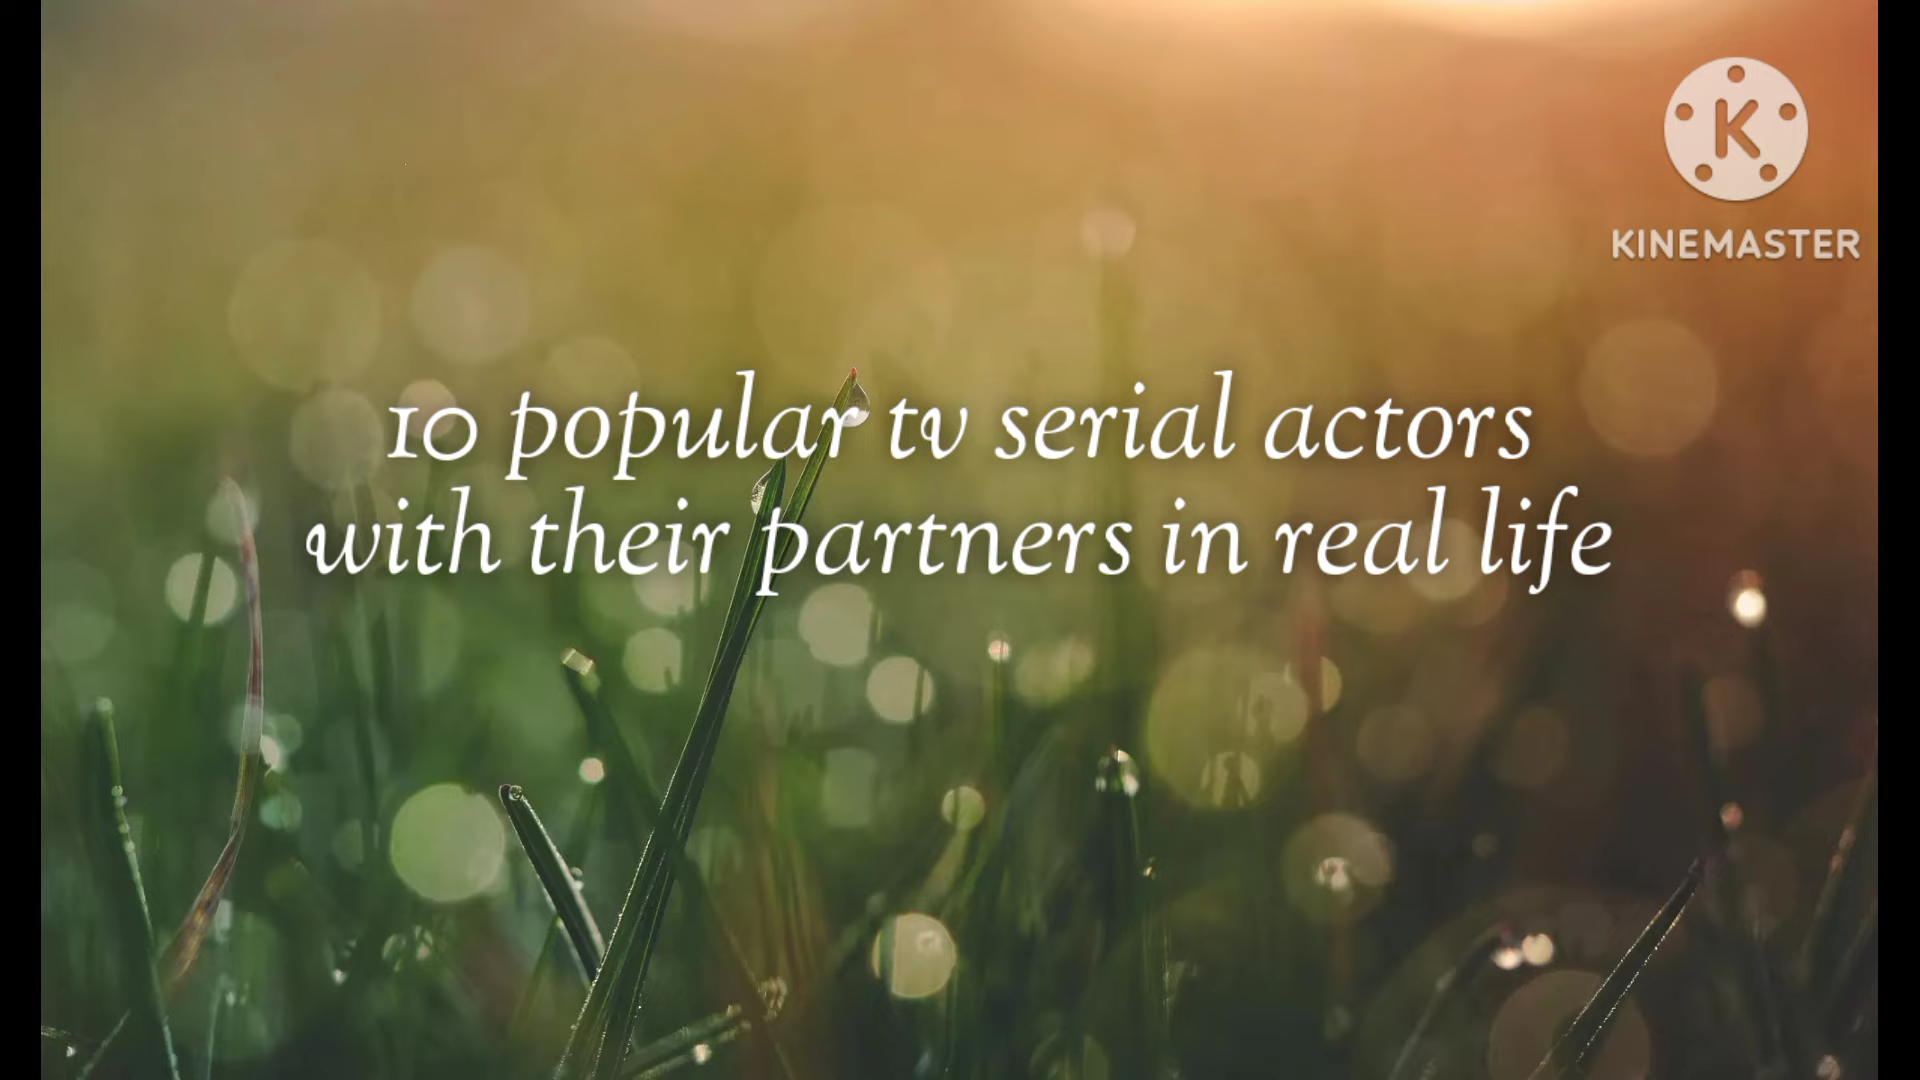 K
KINEMASTER
10 popular tv serial actors
with their partners in real life